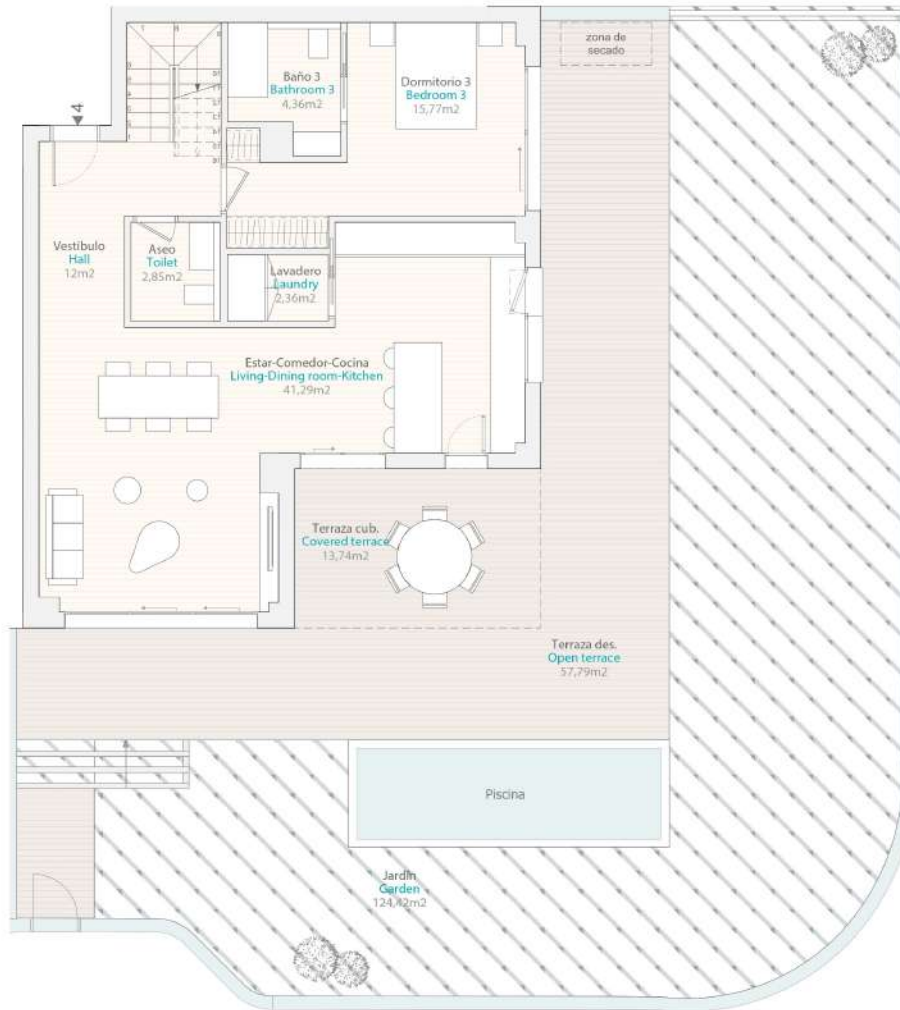 zona de
secado
Baño 3
Bathroom 3
4,36m2
Dormitorio 3
Bedroom 3
15,77m2
4
Vestíbulo
Hall
12m2
Aseo
Toilet
2,85m2
Lavadero
Laundry
2,36m2
Estar-Comedor-Cocina
Living-Dining room-Kitchen
41,29m2
Terraza cub.
Covered terrace
13,74m2
Terraza des.
Open terrace
57,79m2
Piscina
Jardín
Garden
124,42m2